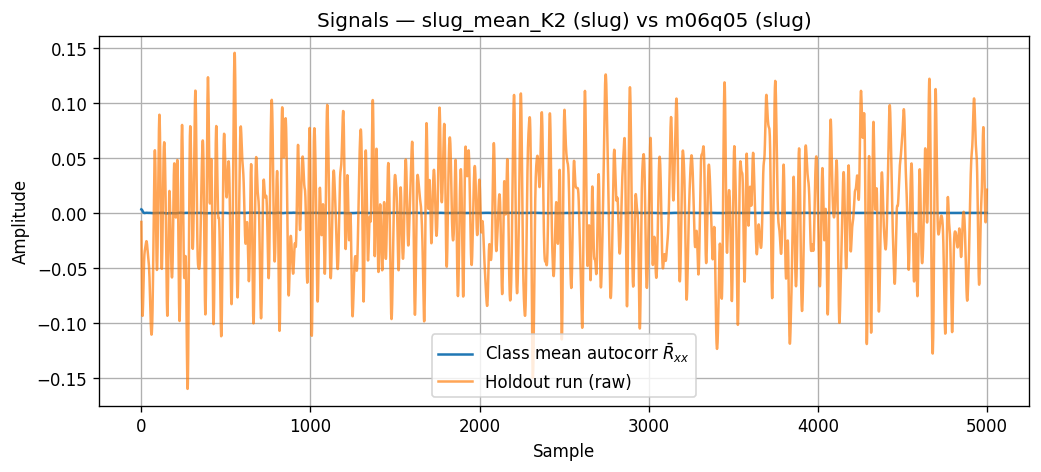 Signals — slug_mean_K2 (slug) vs m06q05 (slug)
0.15
0.10
0.05
0.00
−0.05
−0.10
−0.15
Amplitude
Class mean autocorr R̄ₓₓ
Holdout run (raw)
0 1000 2000 3000 4000 5000
Sample